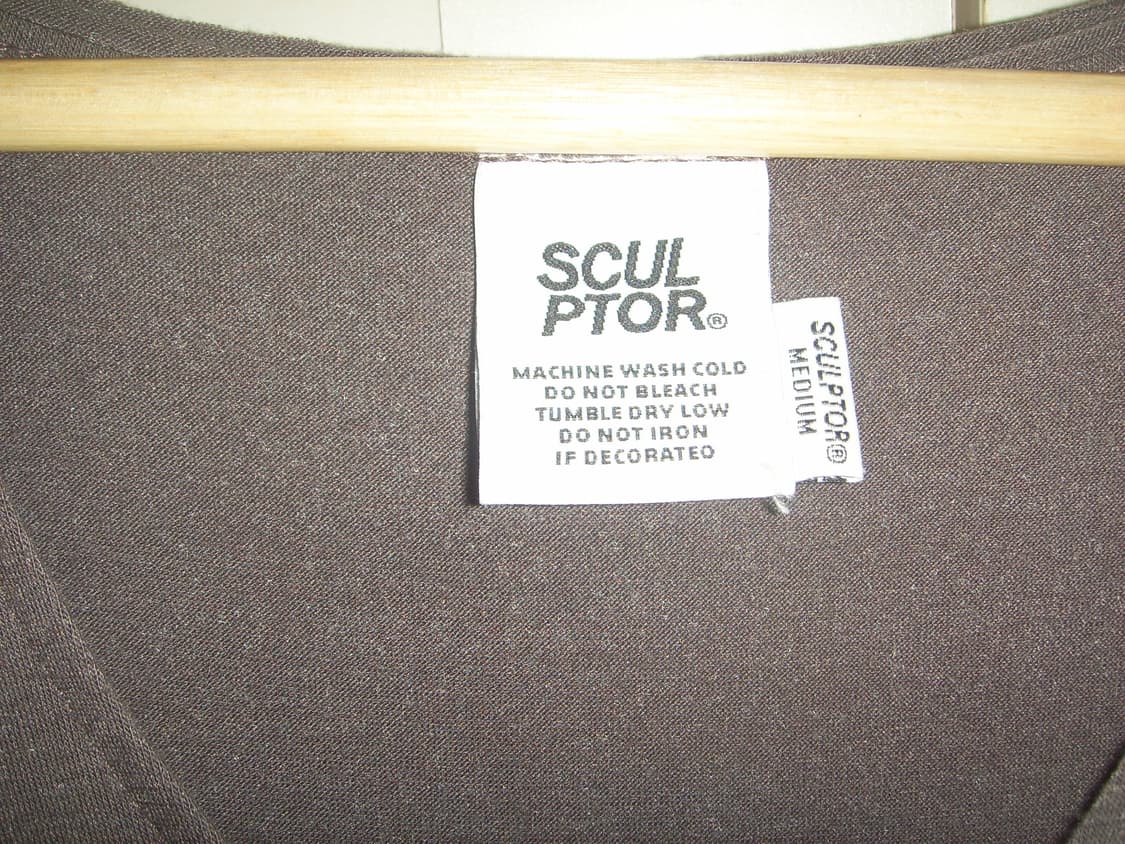 SCUL
PTOR®
MACHINE WASH COLD
DO NOT BLEACH
TUMBLE DRY LOW
DO NOT IRON
IF DECORATED
SCULPTOR®
MEDIUM